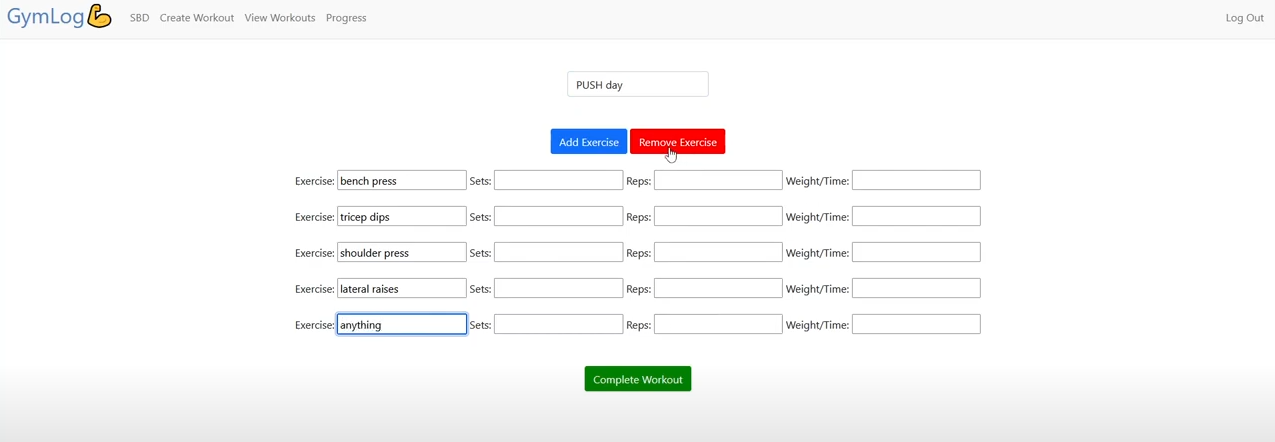 GymLog SBD Create Workout View Workouts Progress Log Out
PUSH day
Add Exercise Remove Exercise
Exercise: bench press Sets: Reps: Weight/Time:
Exercise: tricep dips Sets: Reps: Weight/Time:
Exercise: shoulder press Sets: Reps: Weight/Time:
Exercise: lateral raises Sets: Reps: Weight/Time:
Exercise: anything Sets: Reps: Weight/Time:
Complete Workout